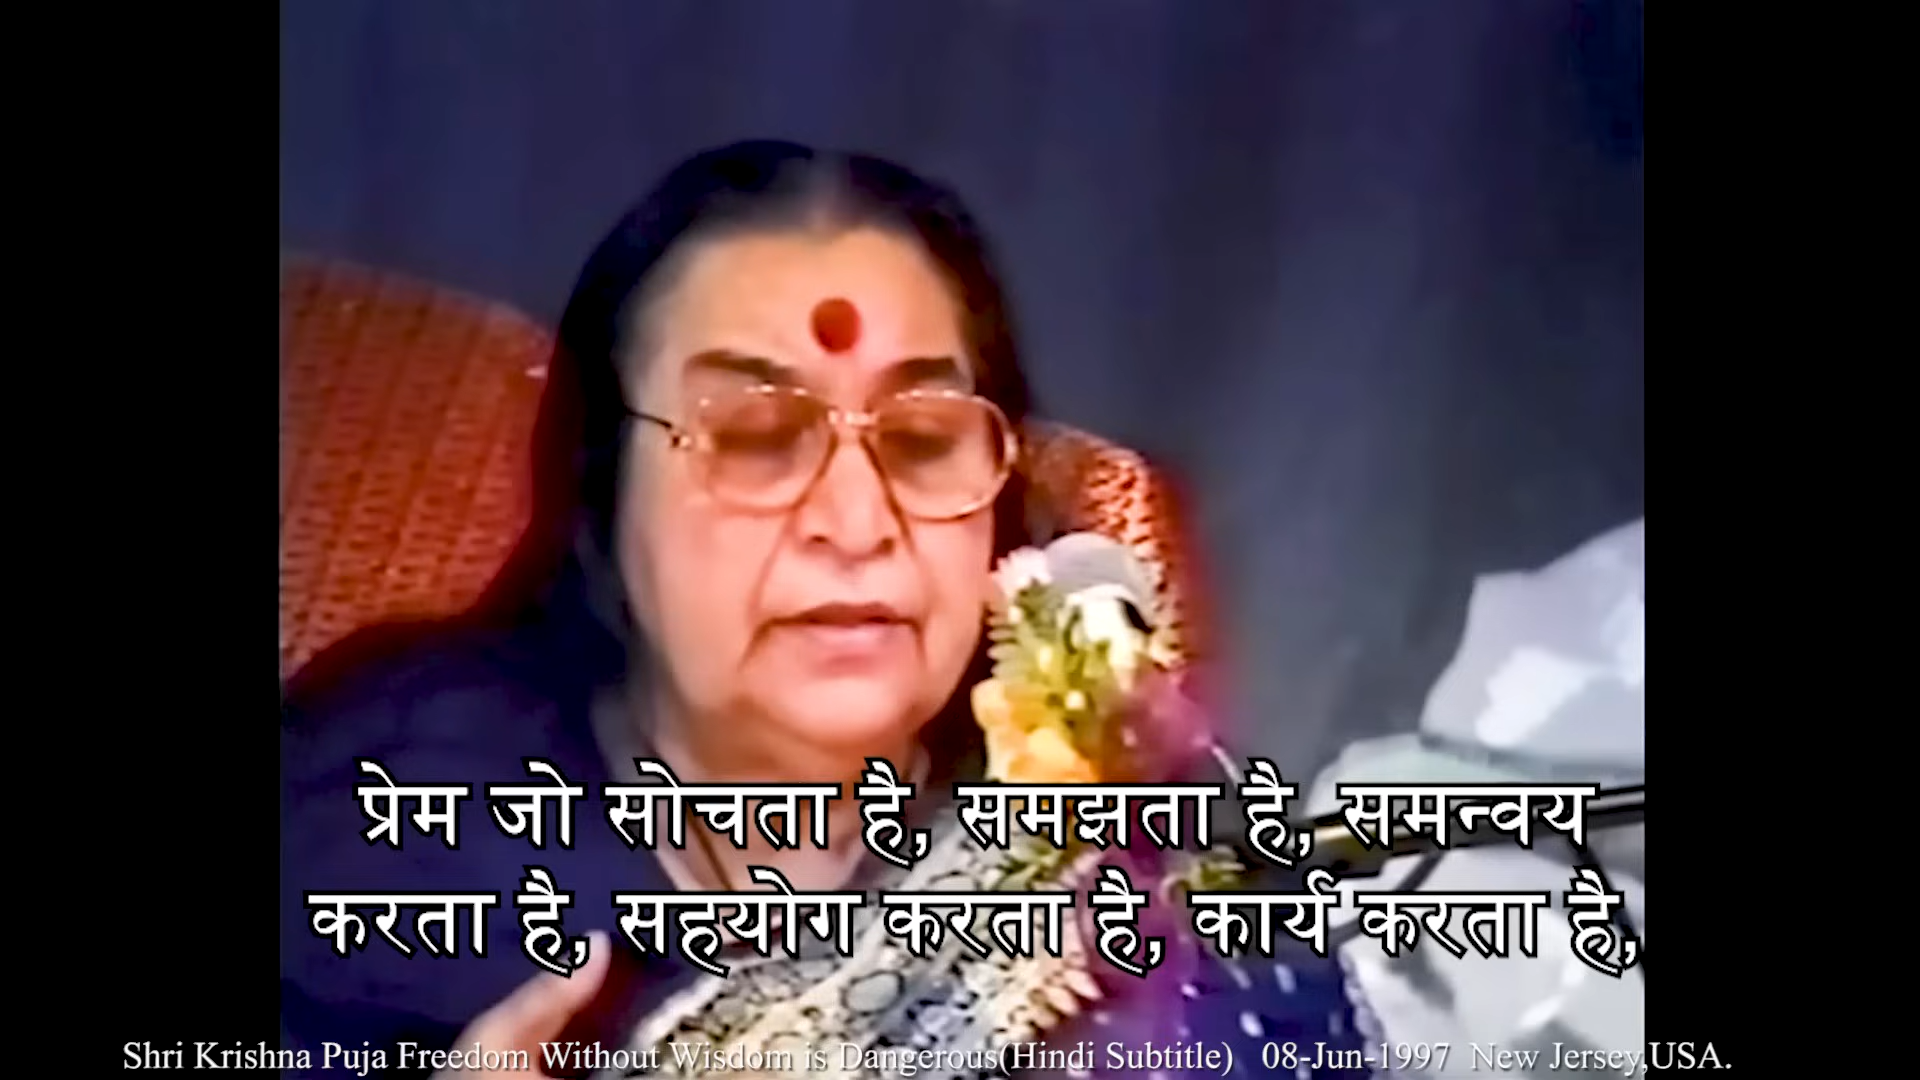 प्रेम जो सोचता है, समझता है, समन्वय
करता है, सहयोग करता है, कार्य करता है,
Shri Krishna Puja Freedom Without Wisdom is Dangerous(Hindi Subtitle) 08-Jun-1997 New Jersey,USA.